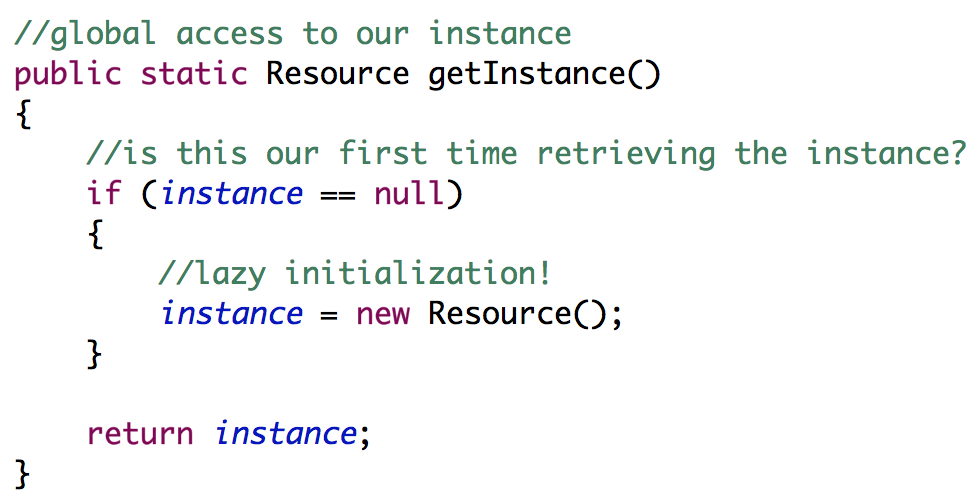 //global access to our instance
public static Resource getInstance()
{
    //is this our first time retrieving the instance?
    if (instance == null)
    {
        //lazy initialization!
        instance = new Resource();
    }

    return instance;
}